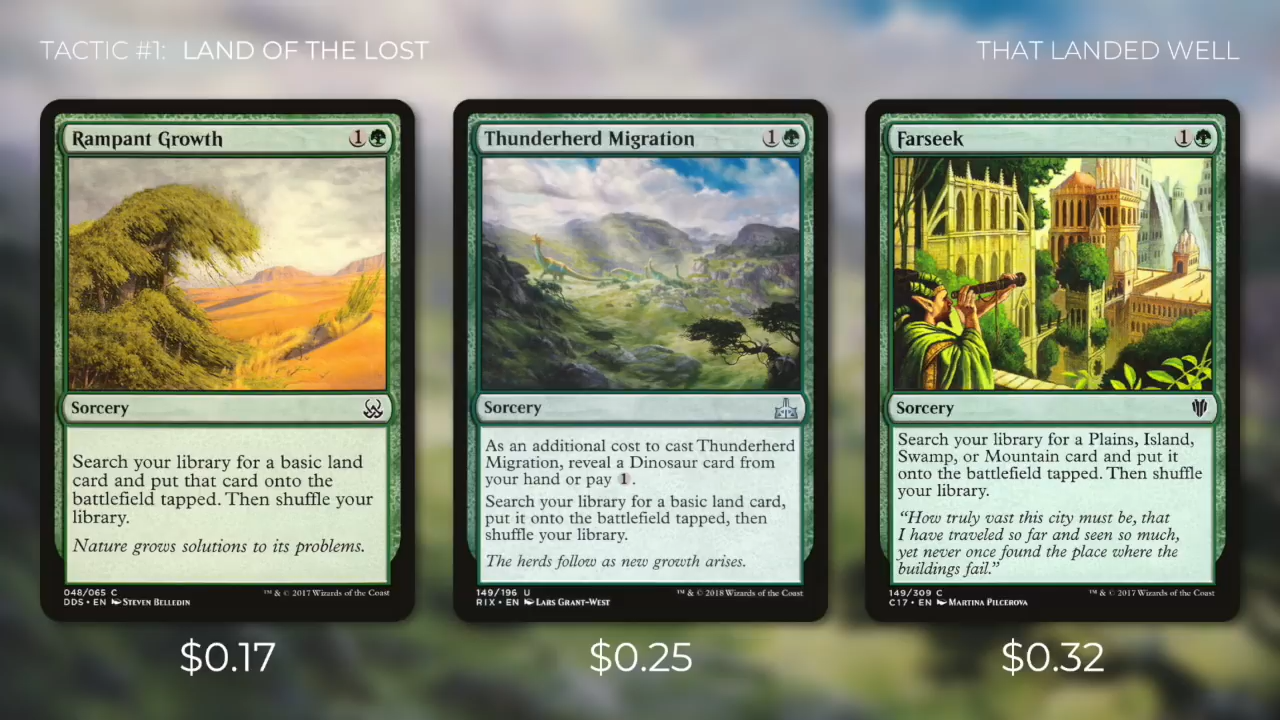 TACTIC #1: LAND OF THE LOST
THAT LANDED WELL
Rampant Growth 1
Sorcery
Search your library for a basic land
card and put that card onto the
battlefield tapped. Then shuffle your
library.
Nature grows solutions to its problems.
048/065 C
DDS • EN Steven Belledin
™ & © 2017 Wizards of the Coast
$0.17
Thunderherd Migration 1
Sorcery
As an additional cost to cast Thunderherd
Migration, reveal a Dinosaur card from
your hand or pay 1.
Search your library for a basic land card,
put it onto the battlefield tapped, then
shuffle your library.
The herds follow as new growth arises.
149/196 U
RIX • EN Lars Grant-West
™ & © 2018 Wizards of the Coast
$0.25
Farseek 1
Sorcery
Search your library for a Plains, Island,
Swamp, or Mountain card and put it
onto the battlefield tapped. Then shuffle
your library.
“How truly vast this city must be, that
I have traveled so far and seen so much,
yet never once found the place where the
buildings fail.”
149/309 C
C17 • EN Martina Pilcerova
™ & © 2017 Wizards of the Coast
$0.32